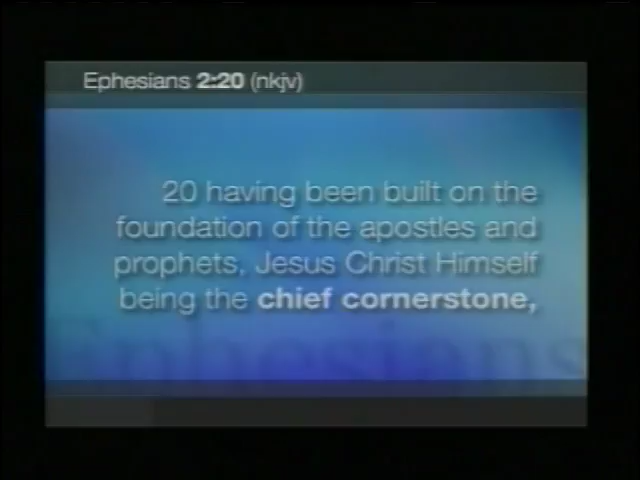 Ephesians 2:20 (nkjv)
20 having been built on the
foundation of the apostles and
prophets, Jesus Christ Himself
being the chief cornerstone,
Ephesians